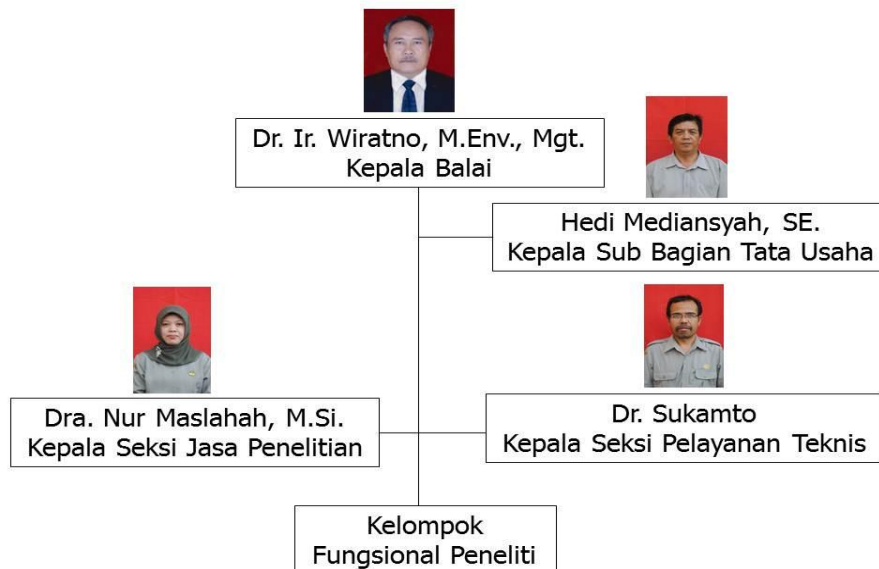 Dr. Ir. Wiratno, M.Env., Mgt.
Kepala Balai
Hedi Mediansyah, SE.
Kepala Sub Bagian Tata Usaha
Dra. Nur Maslahah, M.Si.
Kepala Seksi Jasa Penelitian
Dr. Sukamto
Kepala Seksi Pelayanan Teknis
Kelompok
Fungsional Peneliti